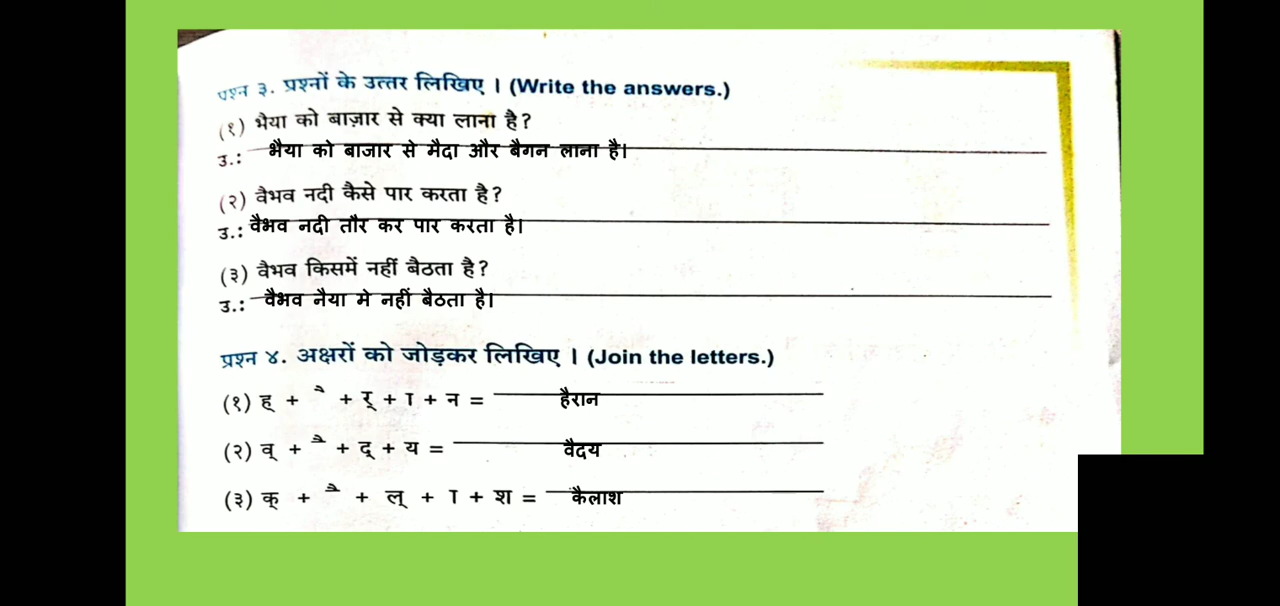 प्रश्न ३. प्रश्नों के उत्तर लिखिए । (Write the answers.)
(१) भैया को बाज़ार से क्या लाना है?
उ.: भैया को बाजार से मैदा और बैगन लाना है।
(२) वैभव नदी कैसे पार करता है?
उ.: वैभव नदी तौर कर पार करता है।
(३) वैभव किसमें नहीं बैठता है?
उ.: वैभव नैया मे नहीं बैठता है।
प्रश्न ४. अक्षरों को जोड़कर लिखिए । (Join the letters.)
(१) ह् + ै + र् + ा + न = हैरान
(२) व् + ै + द् + य = वैदय
(३) क् + ै + ल् + ा + श = कैलाश